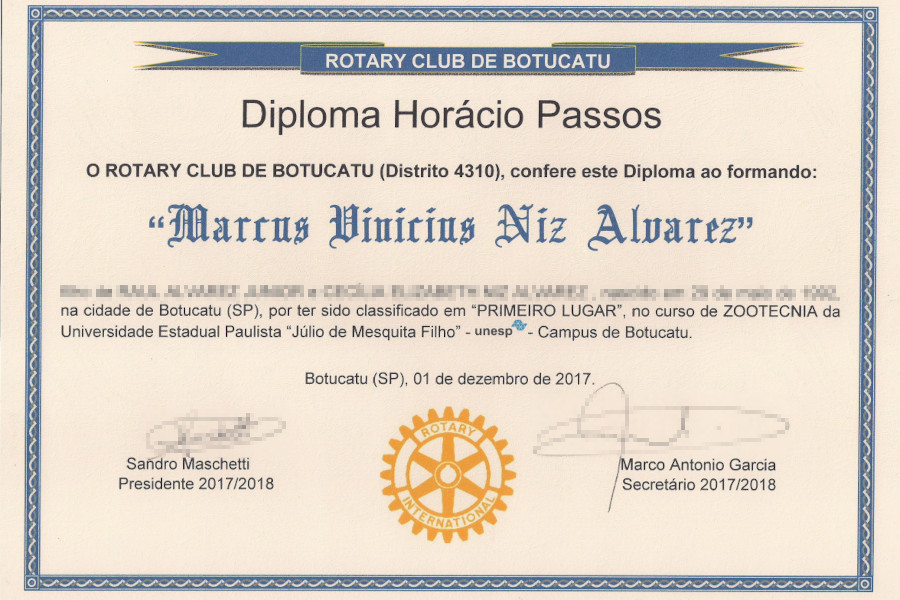 ROTARY CLUB DE BOTUCATU
Diploma Horácio Passos
O ROTARY CLUB DE BOTUCATU (Distrito 4310), confere este Diploma ao formando:
“Marcus Vinicius Niz Alvarez”
na cidade de Botucatu (SP), por ter sido classificado em “PRIMEIRO LUGAR”, no curso de ZOOTECNIA da
Universidade Estadual Paulista “Júlio de Mesquita Filho” - unesp - Campus de Botucatu.
Botucatu (SP), 01 de dezembro de 2017.
ROTARY
INTERNATIONAL
Sandro Maschetti
Presidente 2017/2018
Marco Antonio Garcia
Secretário 2017/2018